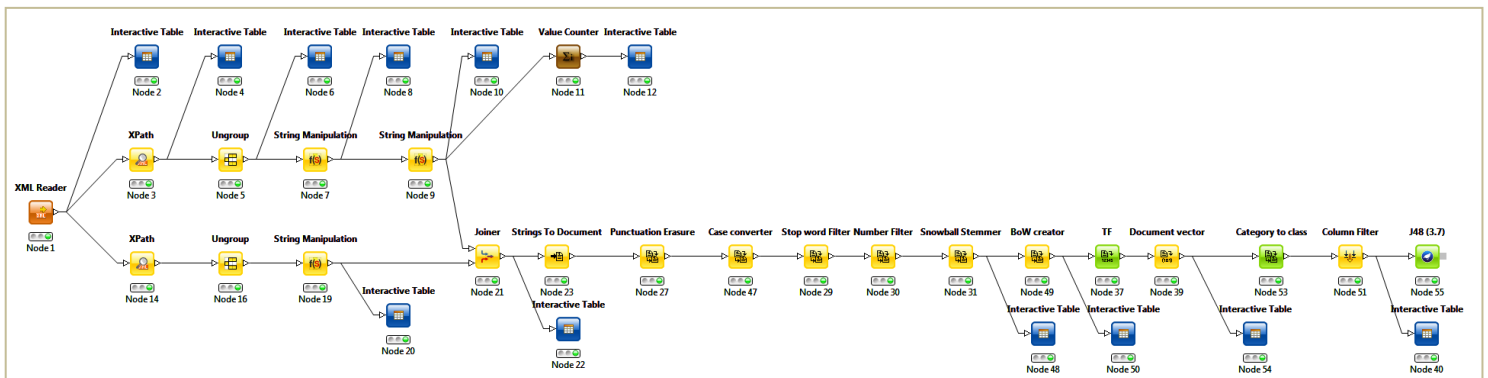 Interactive Table Interactive Table Interactive Table Interactive Table Interactive Table Value Counter Interactive Table
Node 2 Node 4 Node 6 Node 8 Node 10 Node 11 Node 12
XPath Ungroup String Manipulation String Manipulation
Node 3 Node 5 Node 7 Node 9
XML Reader
Node 1
XPath Ungroup String Manipulation Joiner Strings To Document Punctuation Erasure Case converter Stop word Filter Number Filter Snowball Stemmer BoW creator TF Document vector Category to class Column Filter J48 (3.7)
Node 14 Node 16 Node 19 Node 21 Node 23 Node 27 Node 47 Node 29 Node 30 Node 31 Node 49 Node 37 Node 39 Node 53 Node 51 Node 55
Interactive Table Interactive Table Interactive Table Interactive Table Interactive Table Interactive Table
Node 20 Node 22 Node 48 Node 50 Node 54 Node 40